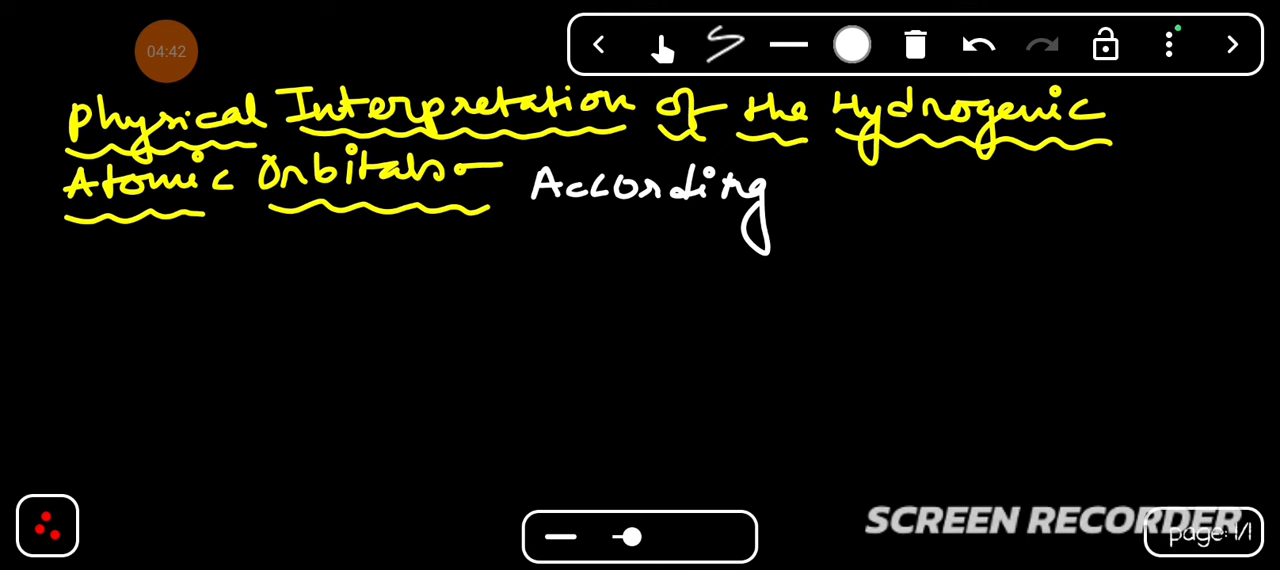 04:42
Physical Interpretation of the Hydrogenic
Atomic Orbitals— According
SCREEN RECORDER
page:1/1